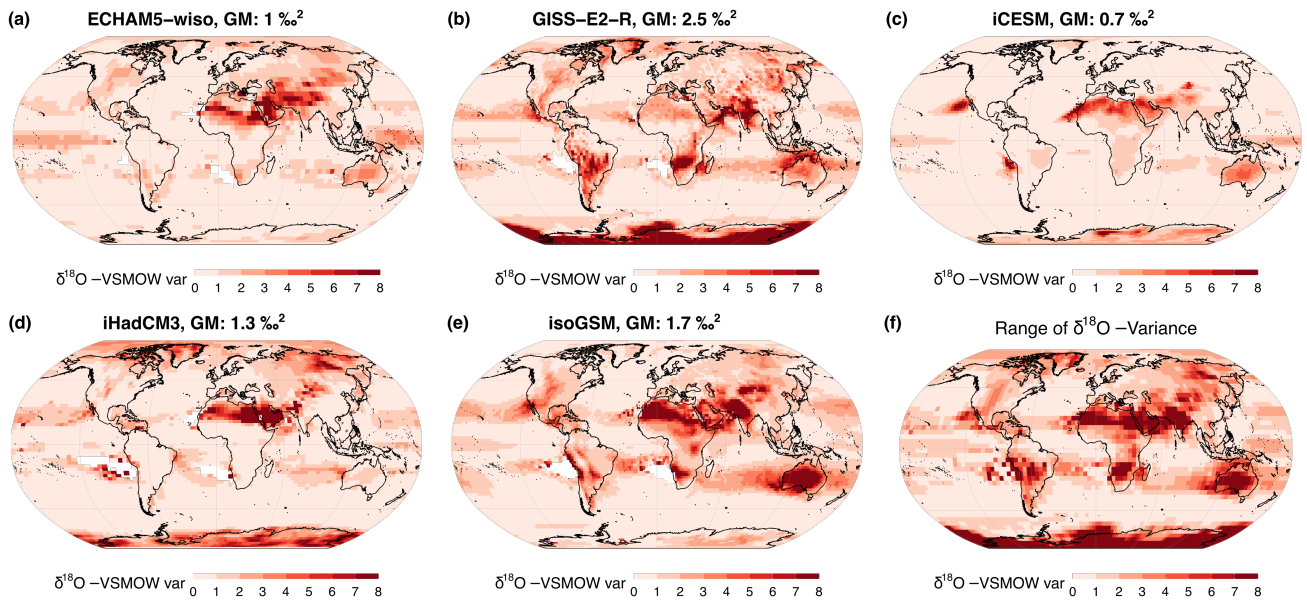 (a) ECHAM5−wiso, GM: 1 ‰²
(b) GISS−E2−R, GM: 2.5 ‰²
(c) iCESM, GM: 0.7 ‰²
δ¹⁸O −VSMOW var
0 1 2 3 4 5 6 7 8
δ¹⁸O −VSMOW var
0 1 2 3 4 5 6 7 8
δ¹⁸O −VSMOW var
0 1 2 3 4 5 6 7 8
(d) iHadCM3, GM: 1.3 ‰²
(e) isoGSM, GM: 1.7 ‰²
(f) Range of δ¹⁸O −Variance
δ¹⁸O −VSMOW var
0 1 2 3 4 5 6 7 8
δ¹⁸O −VSMOW var
0 1 2 3 4 5 6 7 8
δ¹⁸O −VSMOW var
0 1 2 3 4 5 6 7 8